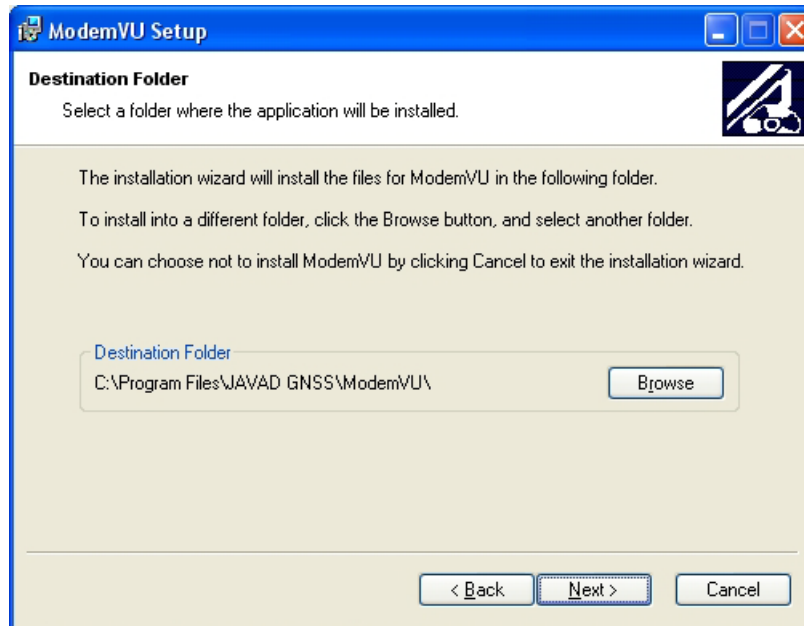 ModemVU Setup
Destination Folder
Select a folder where the application will be installed.
The installation wizard will install the files for ModemVU in the following folder.
To install into a different folder, click the Browse button, and select another folder.
You can choose not to install ModemVU by clicking Cancel to exit the installation wizard.
Destination Folder
C:\Program Files\JAVAD GNSS\ModemVU\
Browse
< Back
Next >
Cancel